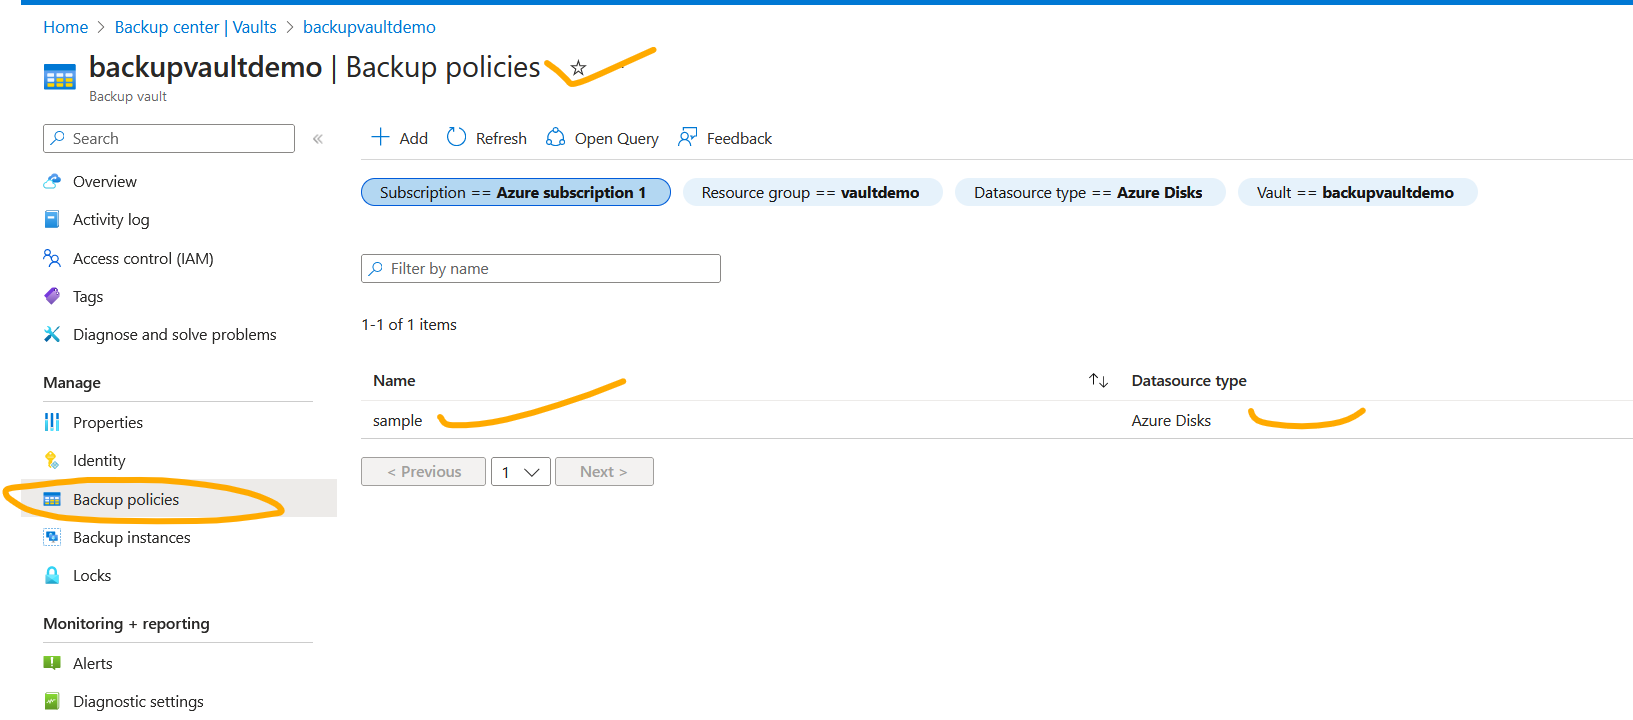 Home > Backup center | Vaults > backupvaultdemo
backupvaultdemo | Backup policies
Backup vault
Search
«
Add
Refresh
Open Query
Feedback
Overview
Activity log
Access control (IAM)
Tags
Diagnose and solve problems
Manage
Properties
Identity
Backup policies
Backup instances
Locks
Monitoring + reporting
Alerts
Diagnostic settings
Subscription == Azure subscription 1
Resource group == vaultdemo
Datasource type == Azure Disks
Vault == backupvaultdemo
Filter by name
1-1 of 1 items
Name
Datasource type
sample
Azure Disks
< Previous
1
Next >